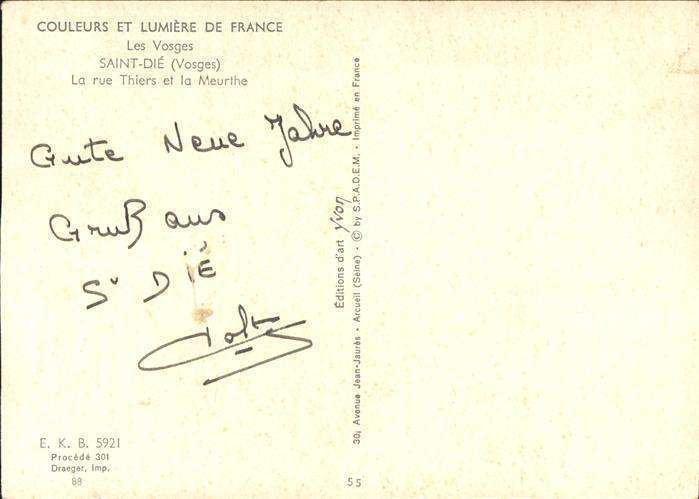 COULEURS ET LUMIÈRE DE FRANCE
Les Vosges
SAINT-DIÉ (Vosges)
La rue Thiers et la Meurthe
Gute Neue Jahre
Gruß aus
St DIÉ
E. K. B. 5921
Procédé 301
Draeger, Imp.
88
Éditions d'art yvon
30, Avenue Jean-Jaurès - Arcueil (Seine) - © by S.P.A.D.E.M. - Imprimé en France
55